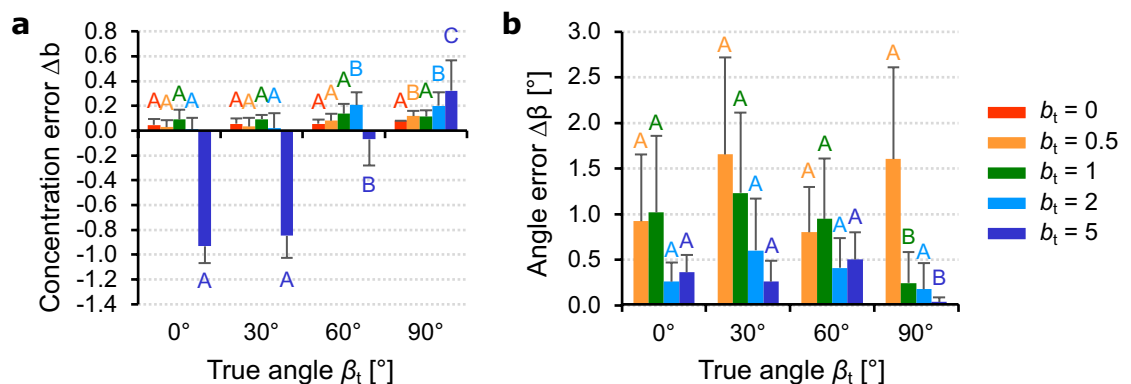 a
Concentration error Δb
0.8
0.6
0.4
0.2
0.0
-0.2
-0.4
-0.6
-0.8
-1.0
-1.2
-1.4
A A A A A
A A A A A
A A A B B
A B A B C
0° 30° 60° 90°
True angle βt [°]
b
Angle error Δβ [°]
3.0
2.5
2.0
1.5
1.0
0.5
0.0
A A A A
A A A A
A A A A
A B A B
0° 30° 60° 90°
True angle βt [°]
bt = 0
bt = 0.5
bt = 1
bt = 2
bt = 5